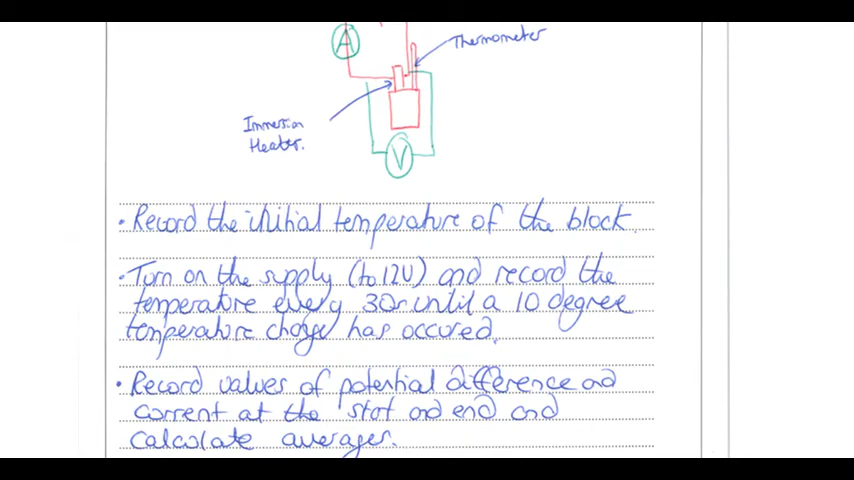 A
Thermometer
Immersion
Heater.
V
• Record the initial temperature of the block.
• Turn on the supply (to 12V) and record the
temperature every 30s until a 10 degree
temperature change has occured.
• Record values of potential difference and
current at the start and end and
calculate averages.